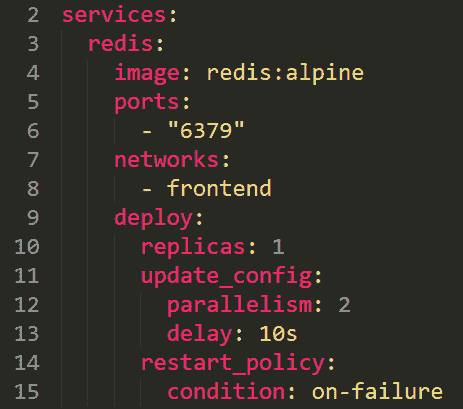 2 services:
3 redis:
4 image: redis:alpine
5 ports:
6 - "6379"
7 networks:
8 - frontend
9 deploy:
10 replicas: 1
11 update_config:
12 parallelism: 2
13 delay: 10s
14 restart_policy:
15 condition: on-failure